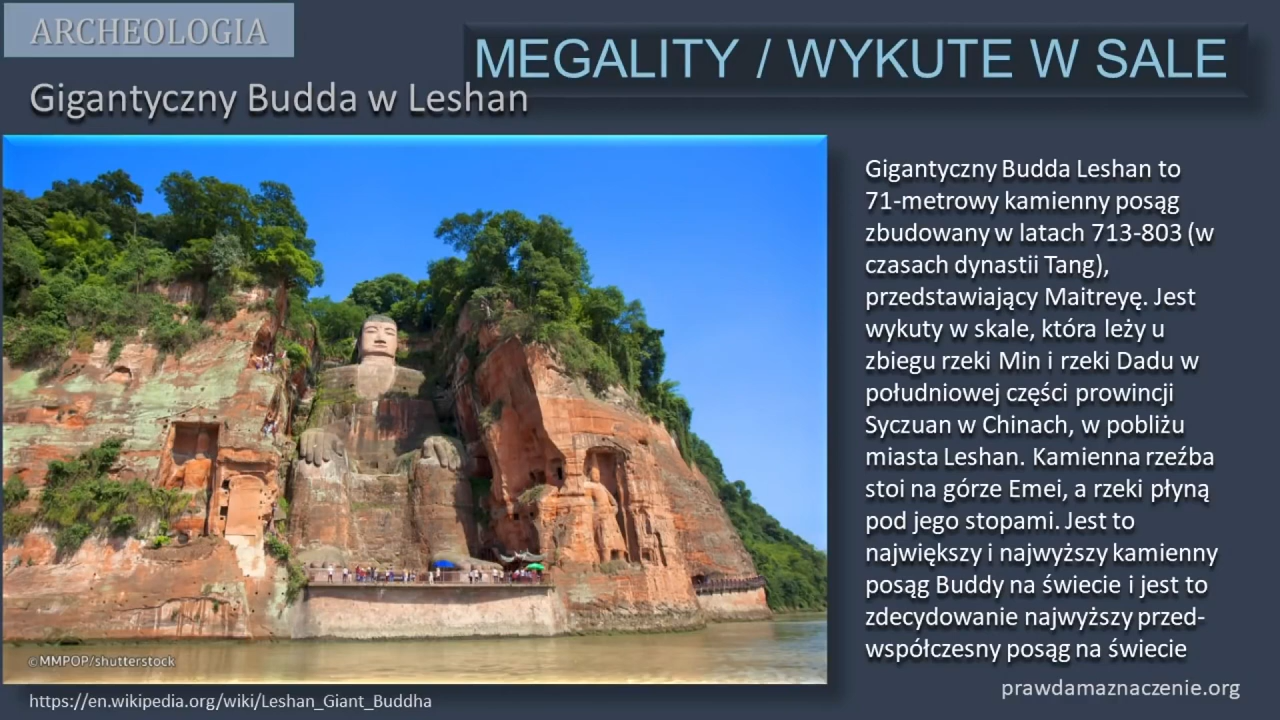 ARCHEOLOGIA
MEGALITY / WYKUTE W SALE
Gigantyczny Budda w Leshan
Gigantyczny Budda Leshan to
71-metrowy kamienny posąg
zbudowany w latach 713-803 (w
czasach dynastii Tang),
przedstawiający Maitreyę. Jest
wykuty w skale, która leży u
zbiegu rzeki Min i rzeki Dadu w
południowej części prowincji
Syczuan w Chinach, w pobliżu
miasta Leshan. Kamienna rzeźba
stoi na górze Emei, a rzeki płyną
pod jego stopami. Jest to
największy i najwyższy kamienny
posąg Buddy na świecie i jest to
zdecydowanie najwyższy przed-
współczesny posąg na świecie
©MMPOP/shutterstock
https://en.wikipedia.org/wiki/Leshan_Giant_Buddha
prawdamaznaczenie.org